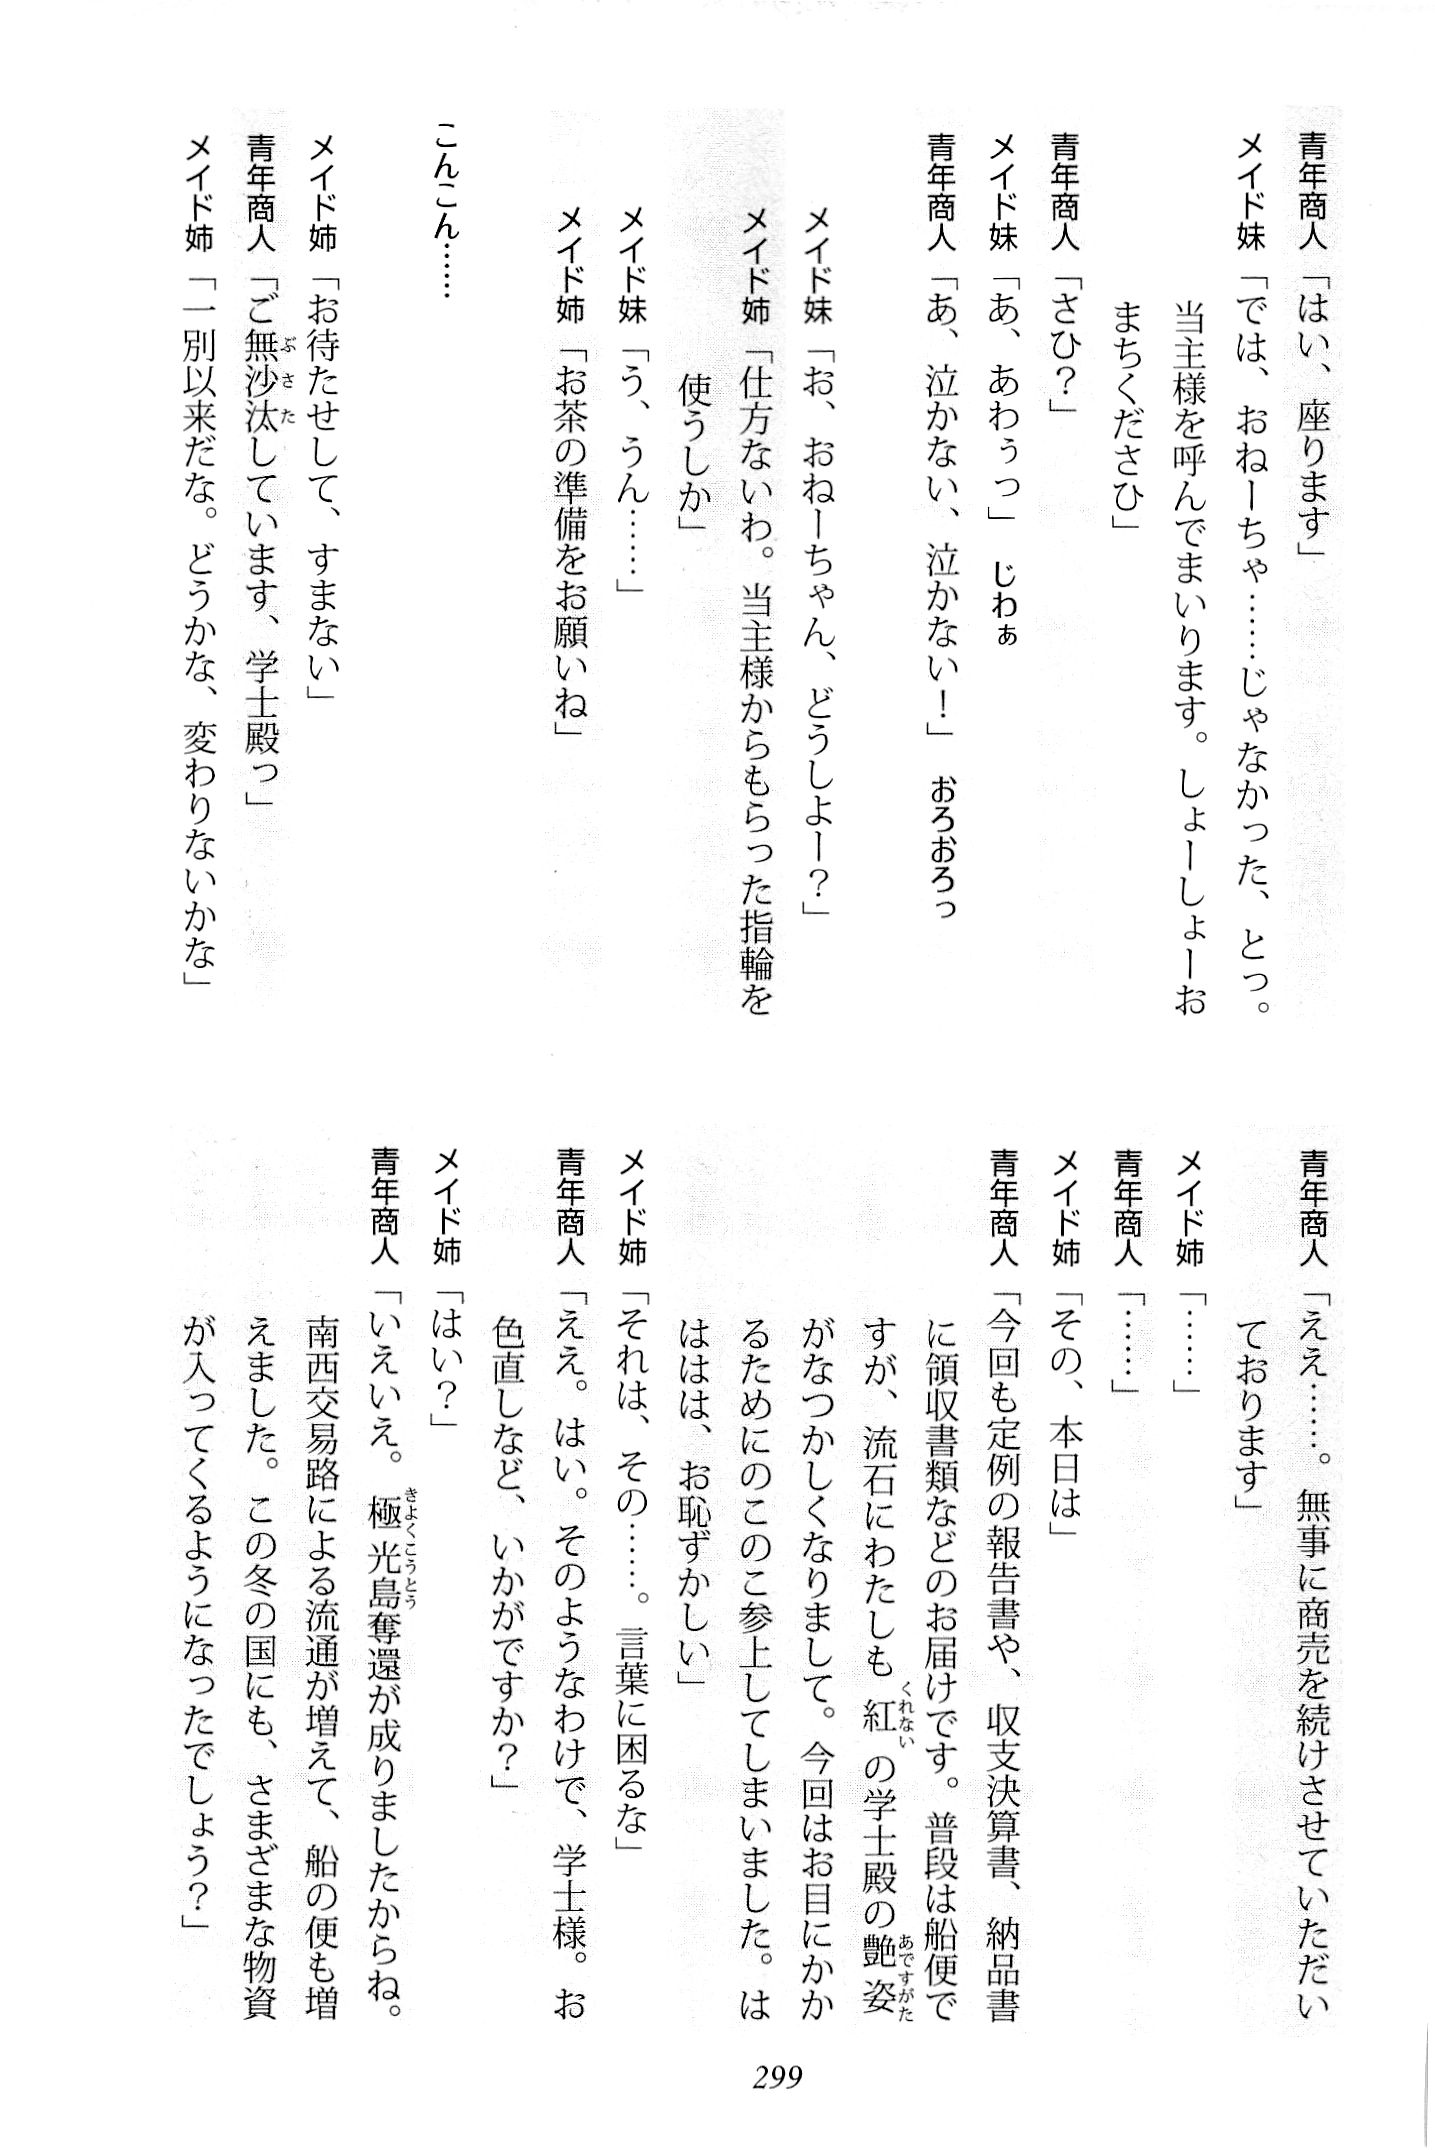 青年商人「はい、座ります」
メイド妹「では、おねーちゃ……じゃなかった、とっ。
当主様を呼んでまいります。しょーしょーお
まちくださひ」
青年商人「さひ？」
メイド妹「あ、あわぅっ」　じわぁ
青年商人「あ、泣かない、泣かない！」　おろおろっ
メイド妹「お、おねーちゃん、どうしよー？」
メイド姉「仕方ないわ。当主様からもらった指輪を
使うしか」
メイド妹「う、うん……」
メイド姉「お茶の準備をお願いね」
こんこん……
メイド姉「お待たせして、すまない」
青年商人「ご無沙汰しています、学士殿っ」
メイド姉「一別以来だな。どうかな、変わりないかな」
青年商人「ええ……。無事に商売を続けさせていただい
ております」
メイド姉「……」
青年商人「……」
メイド姉「その、本日は」
青年商人「今回も定例の報告書や、収支決算書、納品書
に領収書類などのお届けです。普段は船便で
すが、流石にわたしも紅の学士殿の艶姿
がなつかしくなりまして。今回はお目にかか
るためにのこのこ参上してしまいました。は
ははは、お恥ずかしい」
メイド姉「それは、その……。言葉に困るな」
青年商人「ええ。はい。そのようなわけで、学士様。お
色直しなど、いかがですか？」
メイド姉「はい？」
青年商人「いえいえ。極光島奪還が成りましたからね。
南西交易路による流通が増えて、船の便も増
えました。この冬の国にも、さまざまな物資
が入ってくるようになったでしょう？」
299